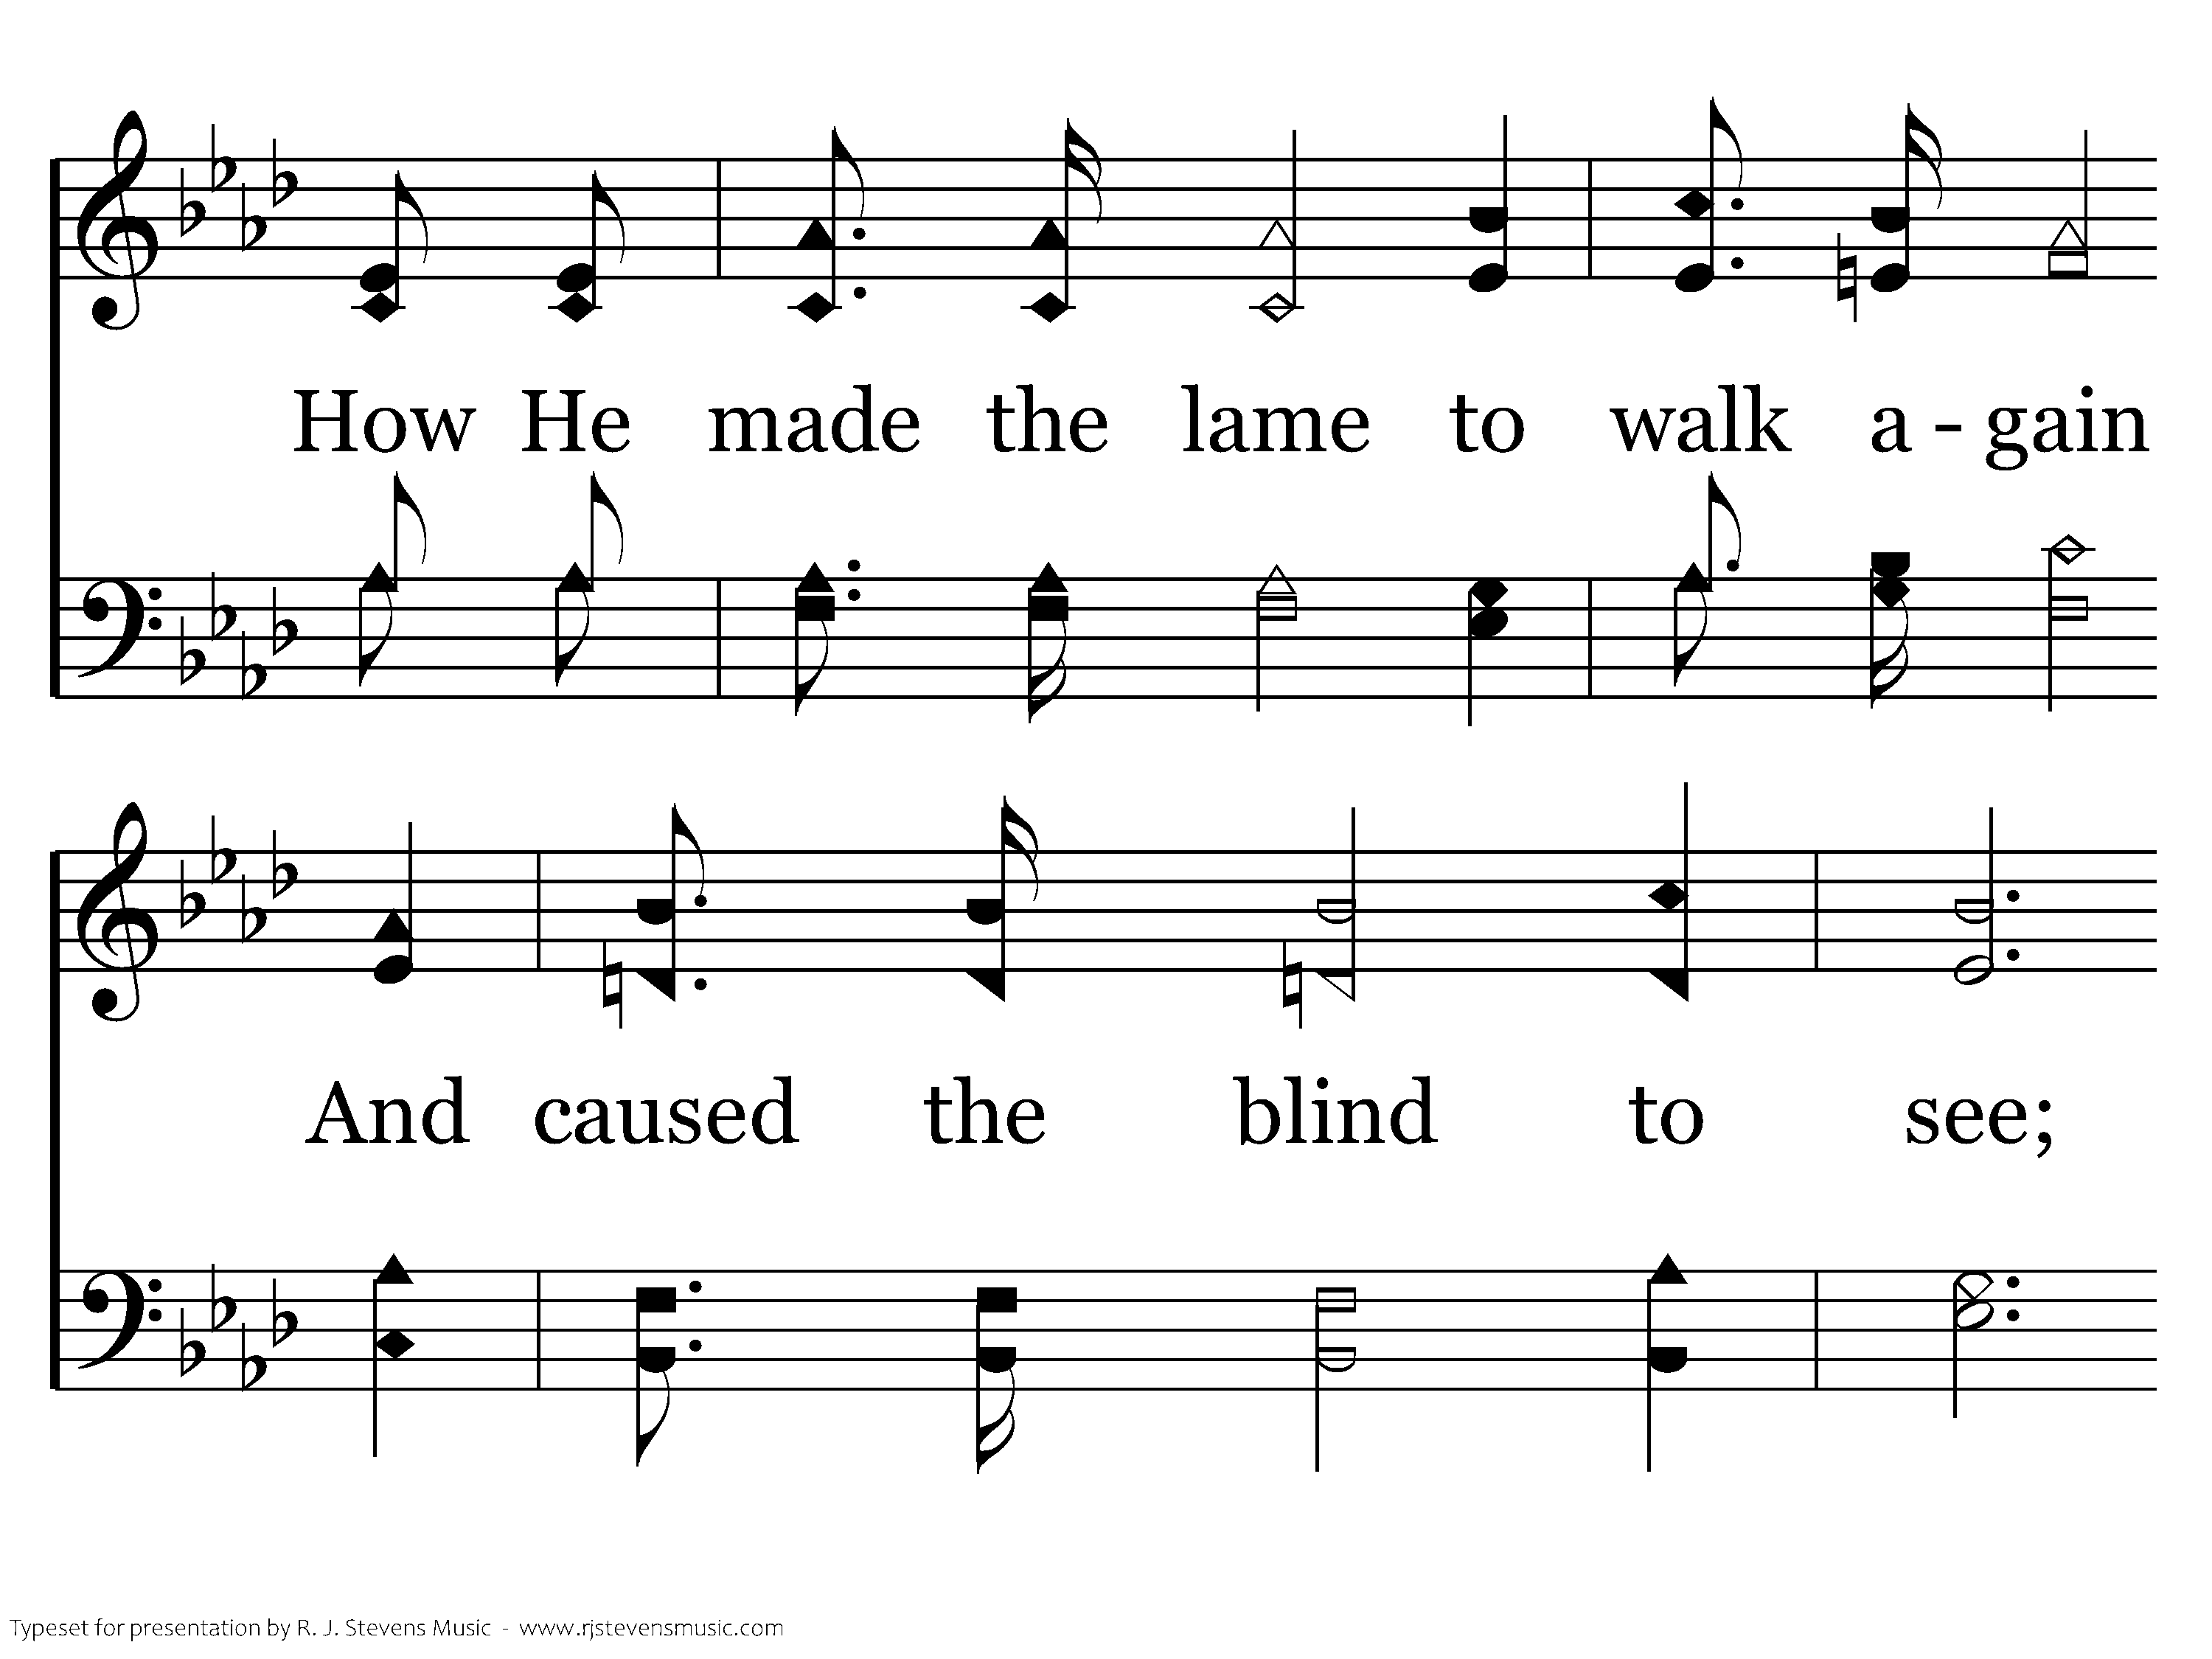 How He made the lame to walk a - gain
And caused the blind to see;
Typeset for presentation by R. J. Stevens Music - www.rjstevensmusic.com